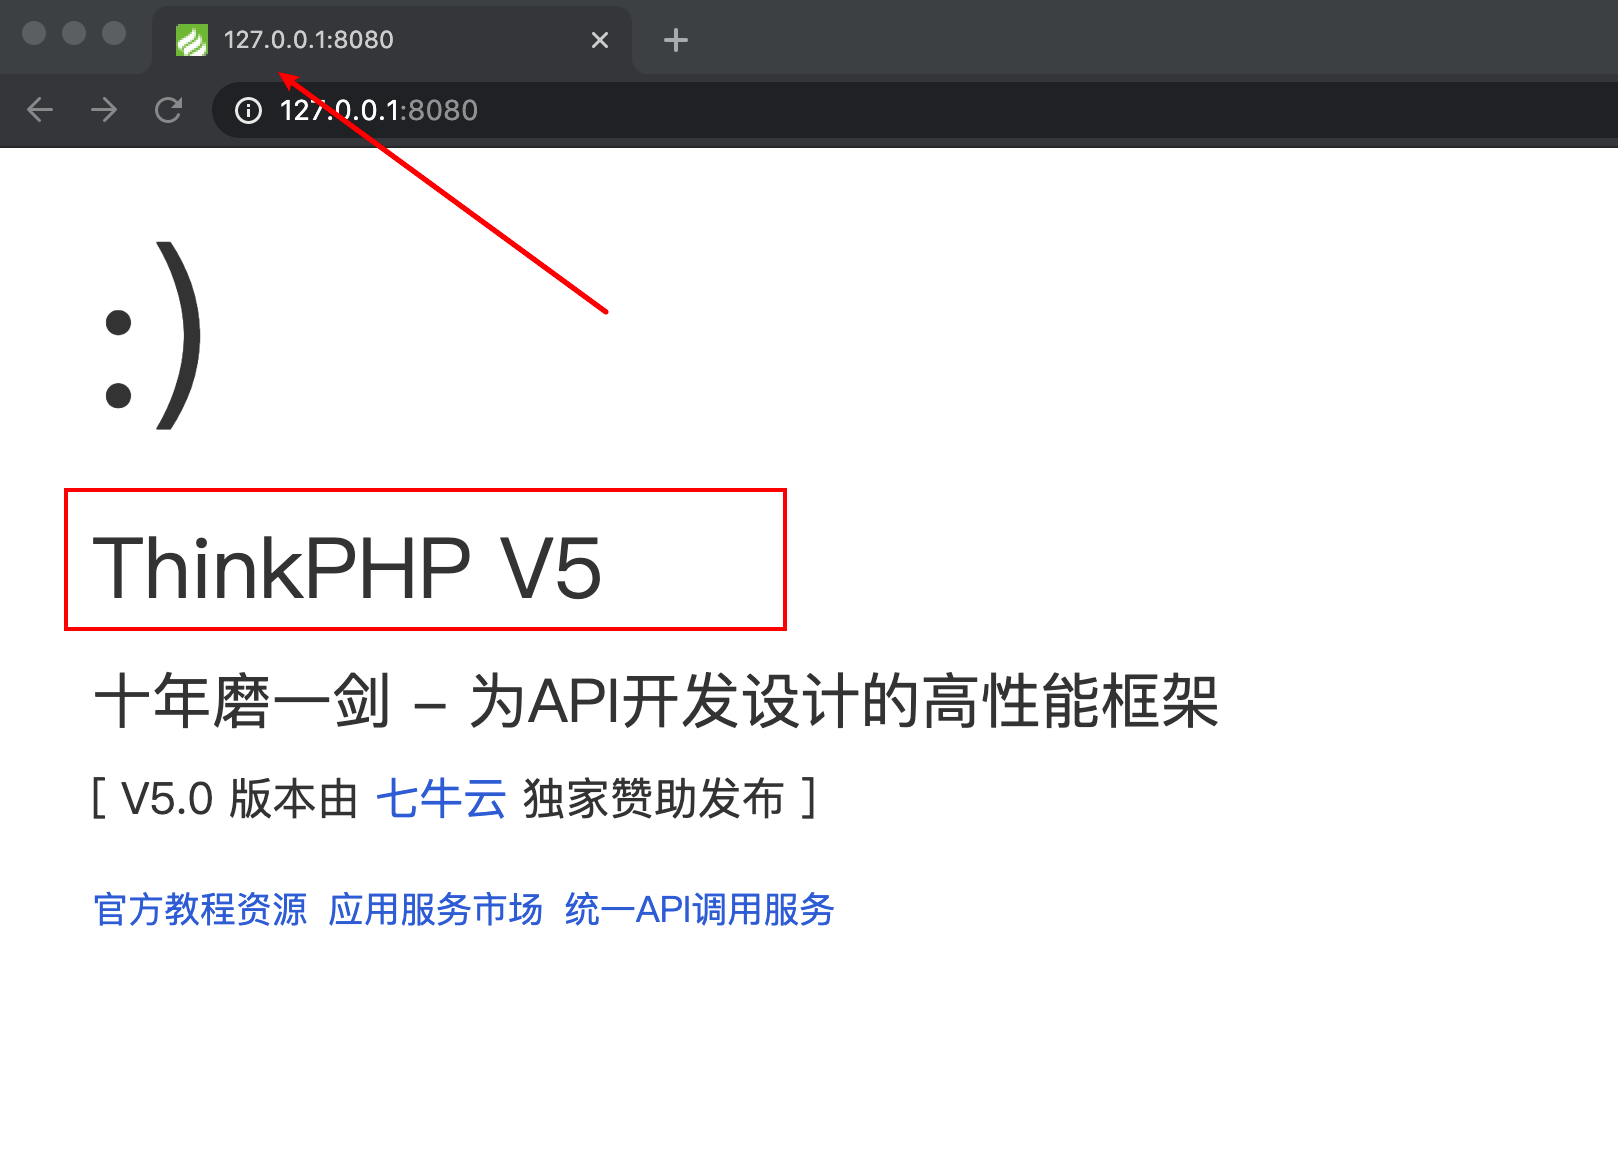 127.0.0.1:8080
127.0.0.1:8080
:)
ThinkPHP V5
十年磨一剑 – 为API开发设计的高性能框架
[ V5.0 版本由 七牛云 独家赞助发布 ]
官方教程资源 应用服务市场 统一API调用服务